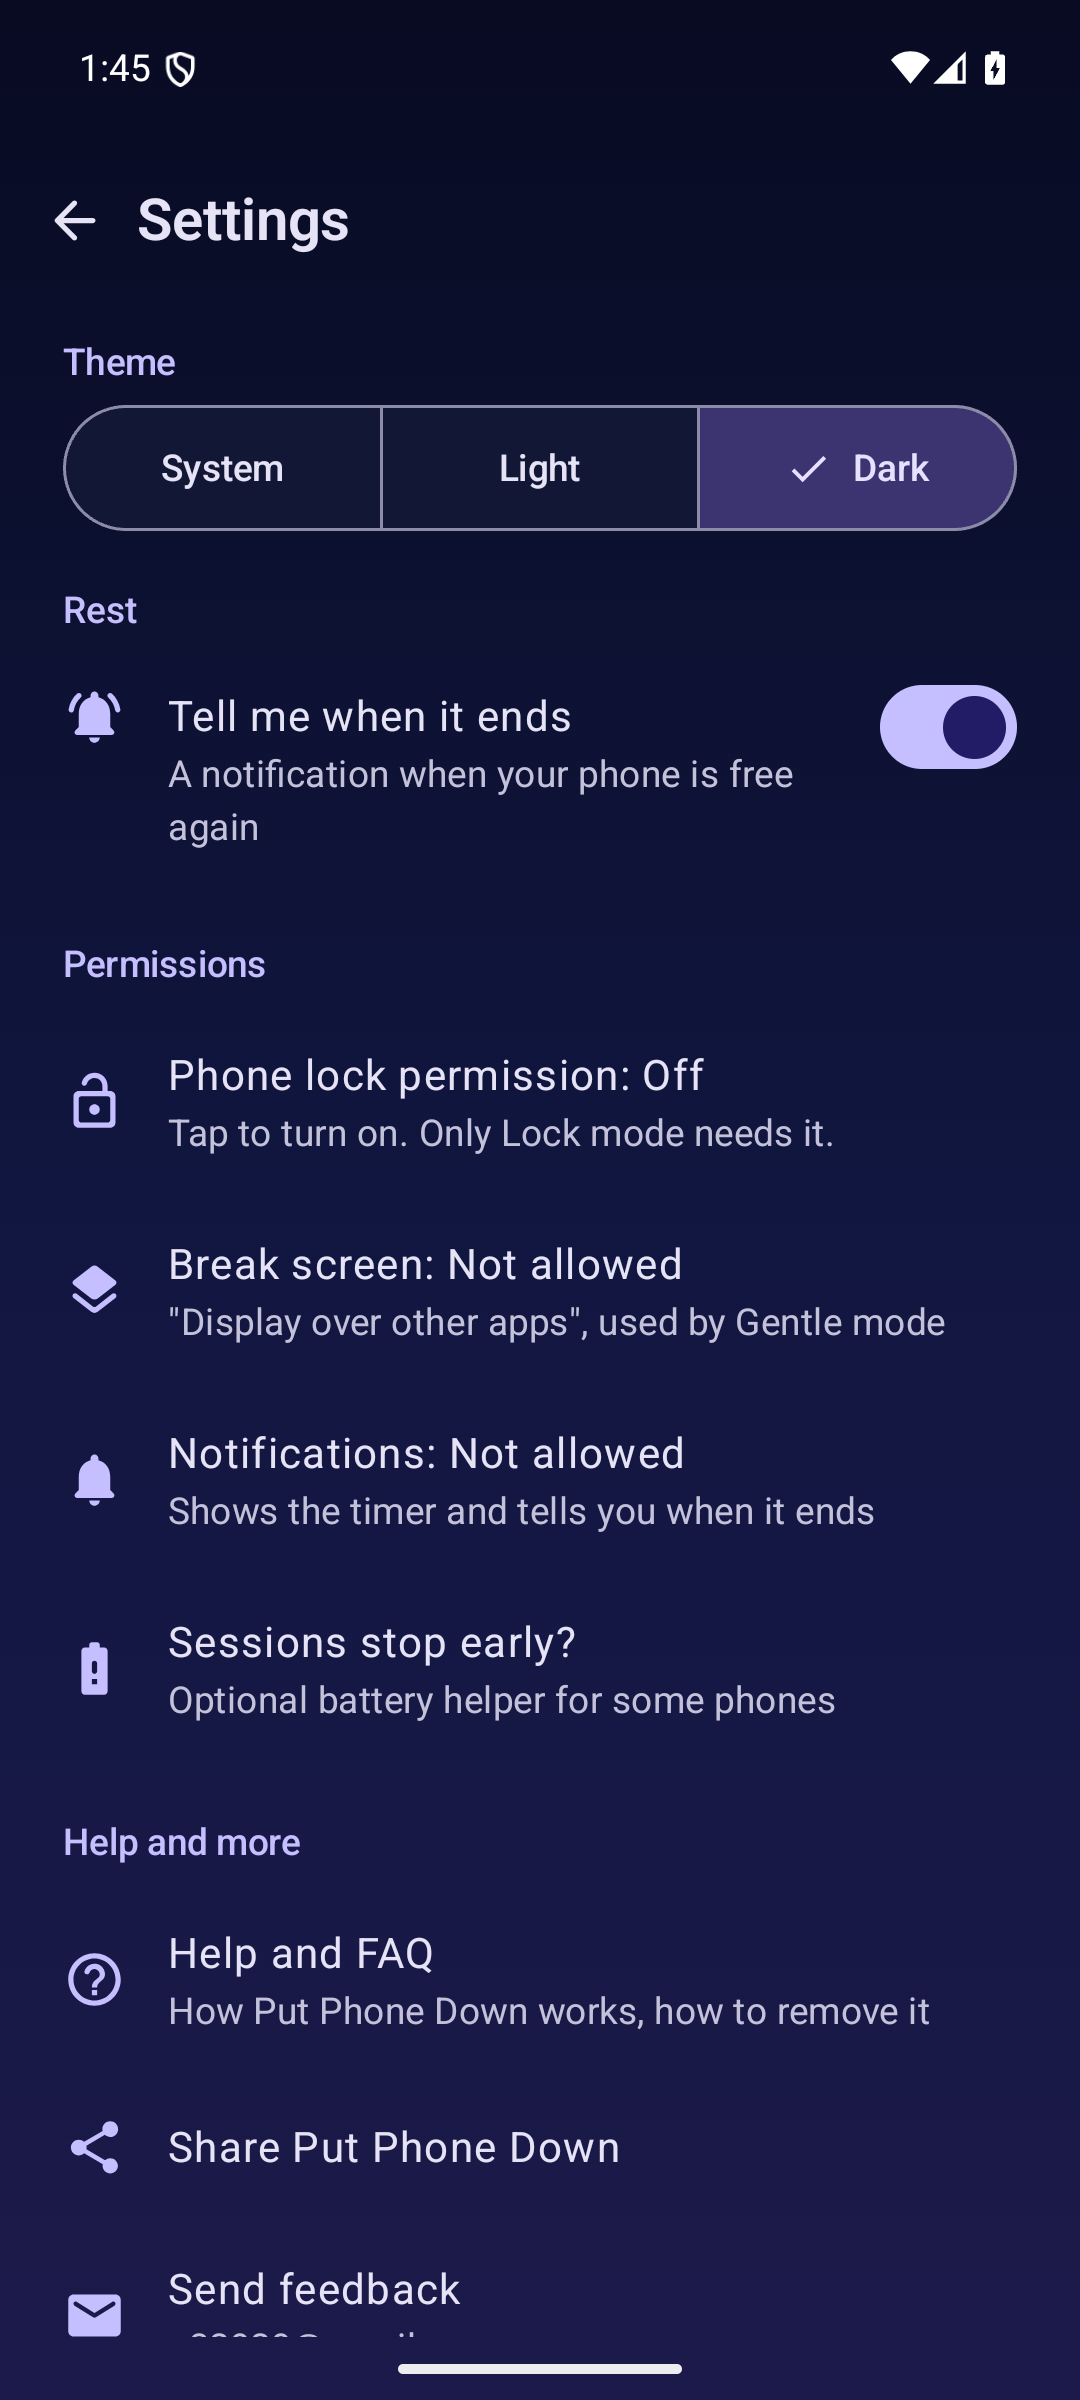 1:45
Settings
Theme
System
Light
Dark
Rest
Tell me when it ends
A notification when your phone is free
again
Permissions
Phone lock permission: Off
Tap to turn on. Only Lock mode needs it.
Break screen: Not allowed
"Display over other apps", used by Gentle mode
Notifications: Not allowed
Shows the timer and tells you when it ends
Sessions stop early?
Optional battery helper for some phones
Help and more
Help and FAQ
How Put Phone Down works, how to remove it
Share Put Phone Down
Send feedback